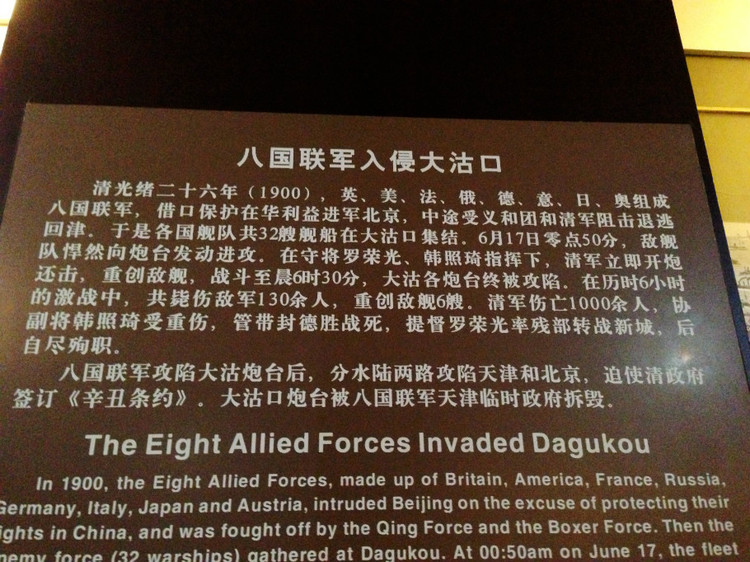 八国联军入侵大沽口
清光绪二十六年（1900），英、美、法、俄、德、意、日、奥组成
八国联军，借口保护在华利益进军北京，中途受义和团和清军阻击退逃
回津。于是各国舰队共32艘舰船在大沽口集结。6月17日零点50分，敌舰
队悍然向炮台发动进攻。在守将罗荣光、韩照琦指挥下，清军立即开炮
还击，重创敌舰，战斗至晨6时30分，大沽各炮台终被攻陷。在历时6小时
的激战中，共毙伤敌军130余人，重创敌舰6艘。清军伤亡1000余人，协
副将韩照琦受重伤，管带封德胜战死，提督罗荣光率残部转战新城，后
自尽殉职。
八国联军攻陷大沽炮台后，分水陆两路攻陷天津和北京，迫使清政府
签订《辛丑条约》。大沽口炮台被八国联军天津临时政府拆毁。
The Eight Allied Forces Invaded Dagukou
In 1900, the Eight Allied Forces, made up of Britain, America, France, Russia,
Germany, Italy, Japan and Austria, intruded Beijing on the excuse of protecting their
ights in China, and was fought off by the Qing Force and the Boxer Force. Then the
nemy force (32 warships) gathered at Dagukou. At 00:50am on June 17, the fleet